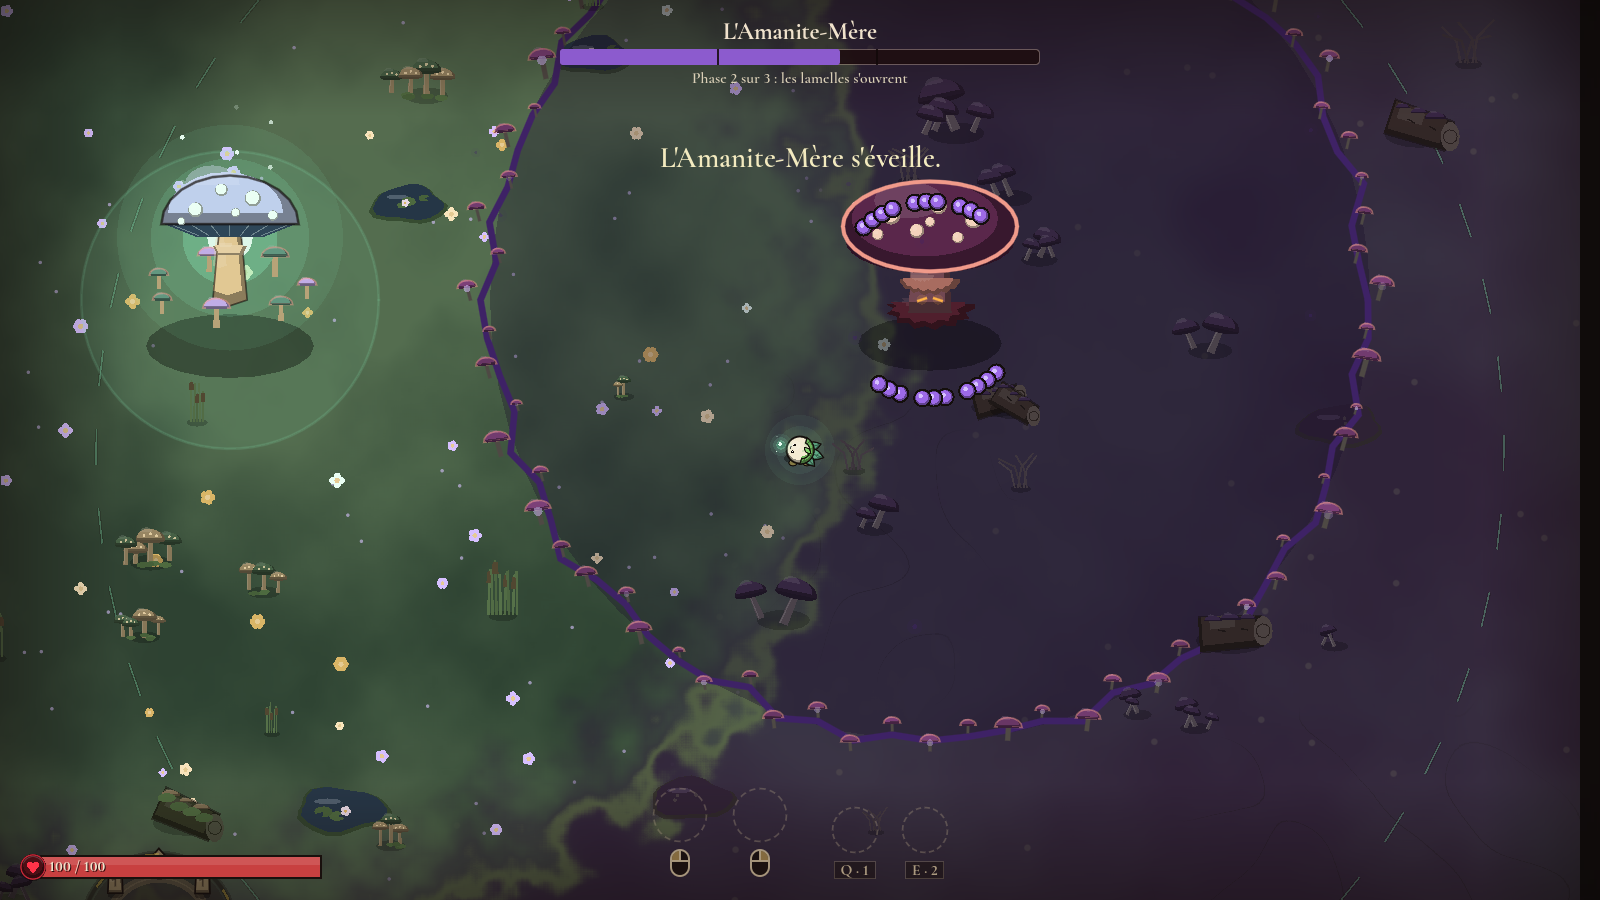 L'Amanite-Mère
Phase 2 sur 3 : les lamelles s'ouvrent
L'Amanite-Mère s'éveille.
100 / 100
Q · 1
E · 2